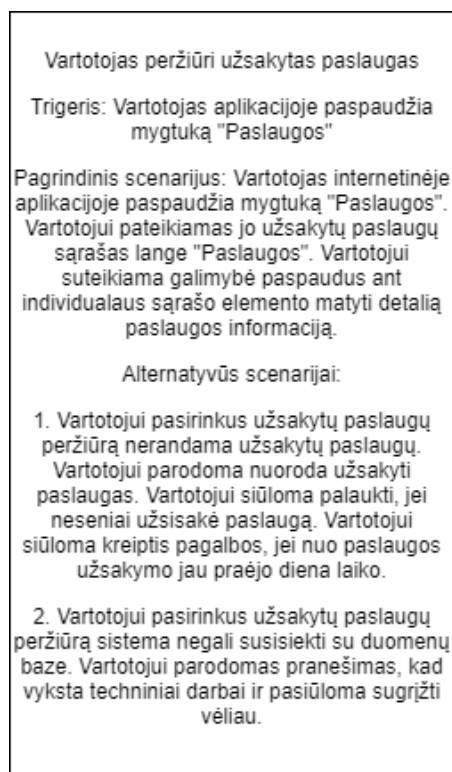 Vartotojas peržiūri užsakytas paslaugas
Trigeris: Vartotojas aplikacijoje paspaudžia
mygtuką "Paslaugos"
Pagrindinis scenarijus: Vartotojas internetinėje
aplikacijoje paspaudžia mygtuką "Paslaugos".
Vartotojui pateikiamas jo užsakytų paslaugų
sąrašas lange "Paslaugos". Vartotojui
suteikiama galimybė paspaudus ant
individualaus sąrašo elemento matyti detalią
paslaugos informaciją.
Alternatyvūs scenarijai:
1. Vartotojui pasirinkus užsakytų paslaugų
peržiūrą nerandama užsakytų paslaugų.
Vartotojui parodoma nuoroda užsakyti
paslaugas. Vartotojui siūloma palaukti, jei
neseniai užsisakė paslaugą. Vartotojui
siūloma kreiptis pagalbos, jei nuo paslaugos
užsakymo jau praėjo diena laiko.
2. Vartotojui pasirinkus užsakytų paslaugų
peržiūrą sistema negali susisiekti su duomenų
baze. Vartotojui parodomas pranešimas, kad
vyksta techniniai darbai ir pasiūloma sugrįžti
vėliau.